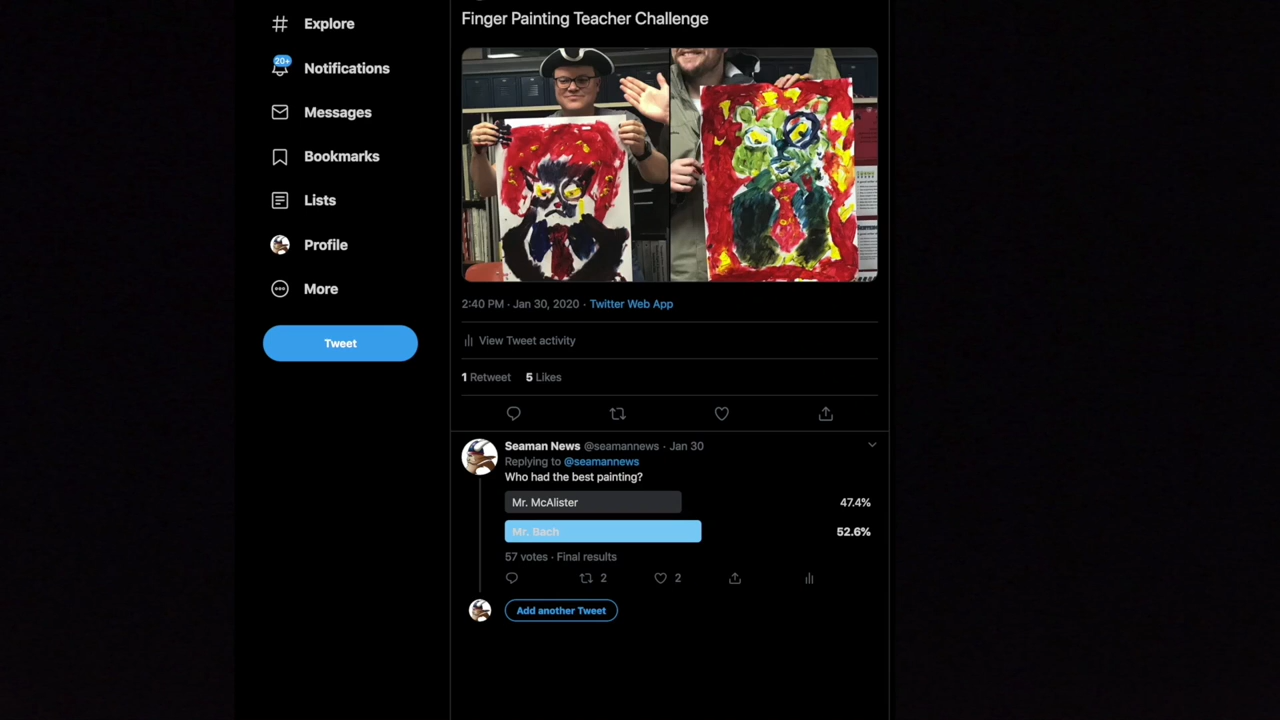 Finger Painting Teacher Challenge
Explore
20+
Notifications
Messages
Bookmarks
Lists
Profile
More
Tweet
2:40 PM · Jan 30, 2020 · Twitter Web App
View Tweet activity
1 Retweet 5 Likes
Seaman News @seamannews · Jan 30
Replying to @seamannews
Who had the best painting?
Mr. McAlister 47.4%
Mr. Bach 52.6%
57 votes · Final results
2 2
Add another Tweet